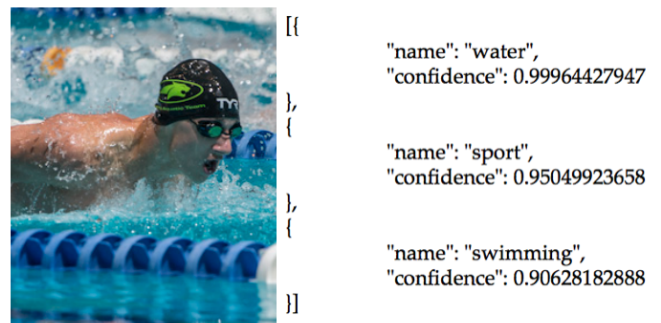 [{
"name": "water",
"confidence": 0.99964427947
},
{
"name": "sport",
"confidence": 0.95049923658
},
{
"name": "swimming",
"confidence": 0.90628182888
}]
TYR